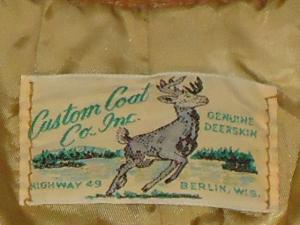 Custom Coat
Co. Inc.
GENUINE
DEERSKIN
HIGHWAY 49
BERLIN, WIS.